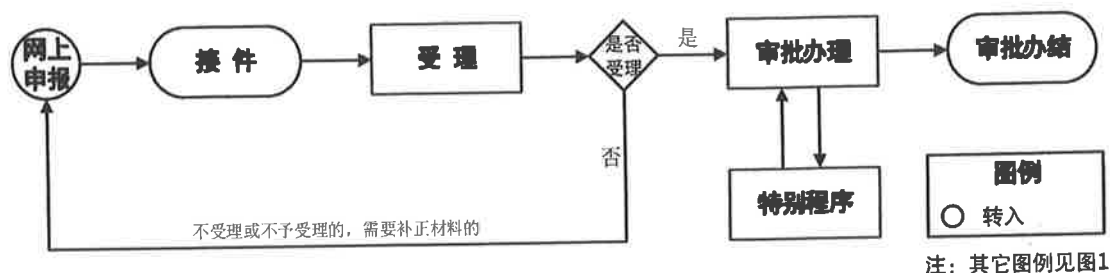 网上
申报
接件
受理
是否
受理
是
审批办理
审批办结
否
特别程序
不受理或不予受理的，需要补正材料的
图例
转入
注：其它图例见图1